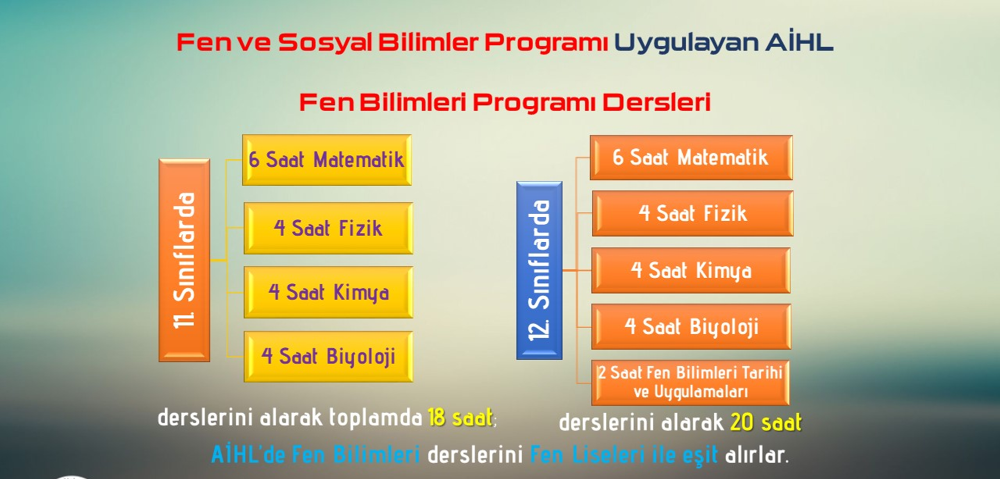 Fen ve Sosyal Bilimler Programı Uygulayan AİHL
Fen Bilimleri Programı Dersleri
11. Sınıflarda
6 Saat Matematik
4 Saat Fizik
4 Saat Kimya
4 Saat Biyoloji
derslerini alarak toplamda 18 saat;
12. Sınıflarda
6 Saat Matematik
4 Saat Fizik
4 Saat Kimya
4 Saat Biyoloji
2 Saat Fen Bilimleri Tarihi
ve Uygulamaları
derslerini alarak 20 saat
AİHL'de Fen Bilimleri derslerini Fen Liseleri ile eşit alırlar.